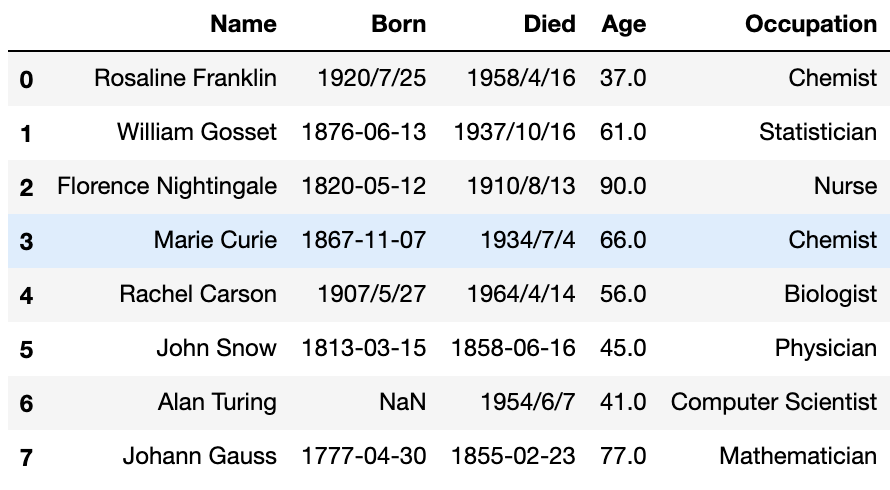 Name Born Died Age Occupation
0 Rosaline Franklin 1920/7/25 1958/4/16 37.0 Chemist
1 William Gosset 1876-06-13 1937/10/16 61.0 Statistician
2 Florence Nightingale 1820-05-12 1910/8/13 90.0 Nurse
3 Marie Curie 1867-11-07 1934/7/4 66.0 Chemist
4 Rachel Carson 1907/5/27 1964/4/14 56.0 Biologist
5 John Snow 1813-03-15 1858-06-16 45.0 Physician
6 Alan Turing NaN 1954/6/7 41.0 Computer Scientist
7 Johann Gauss 1777-04-30 1855-02-23 77.0 Mathematician